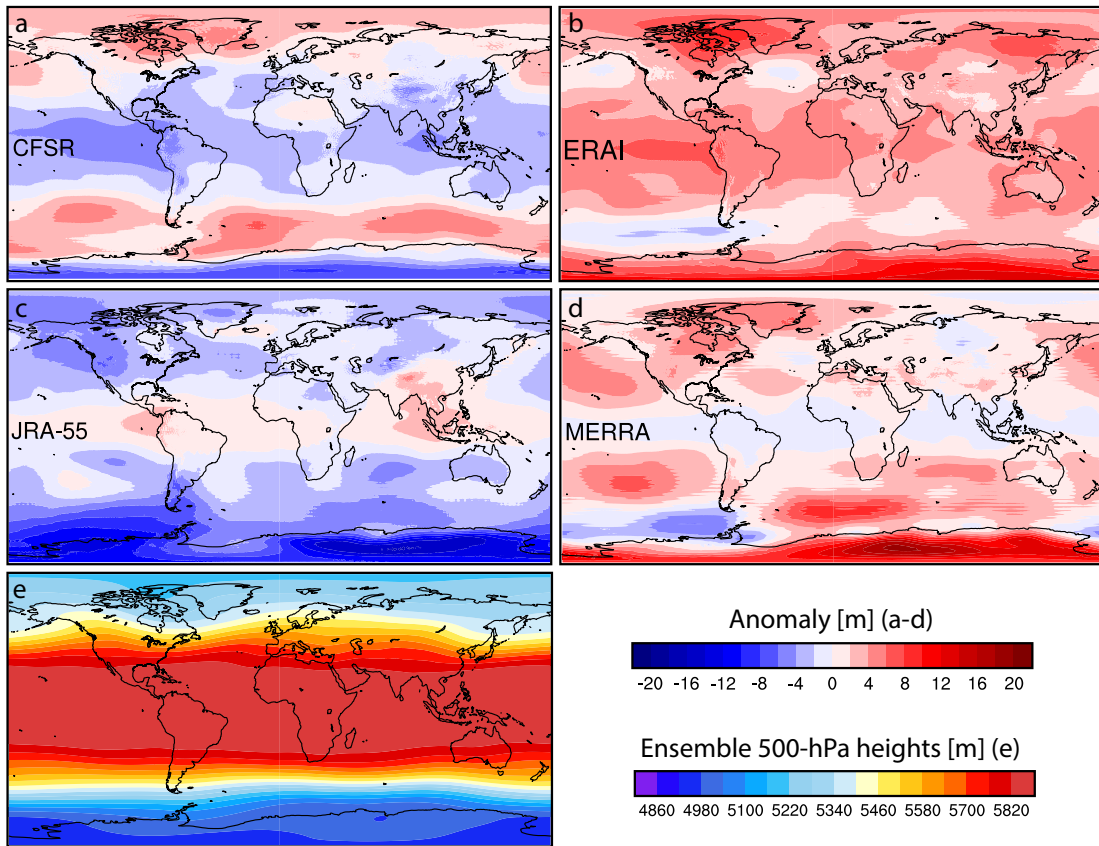 a
CFSR
b
ERAI
c
JRA-55
d
MERRA
e
Anomaly [m] (a-d)
-20 -16 -12 -8 -4 0 4 8 12 16 20
Ensemble 500-hPa heights [m] (e)
4860 4980 5100 5220 5340 5460 5580 5700 5820